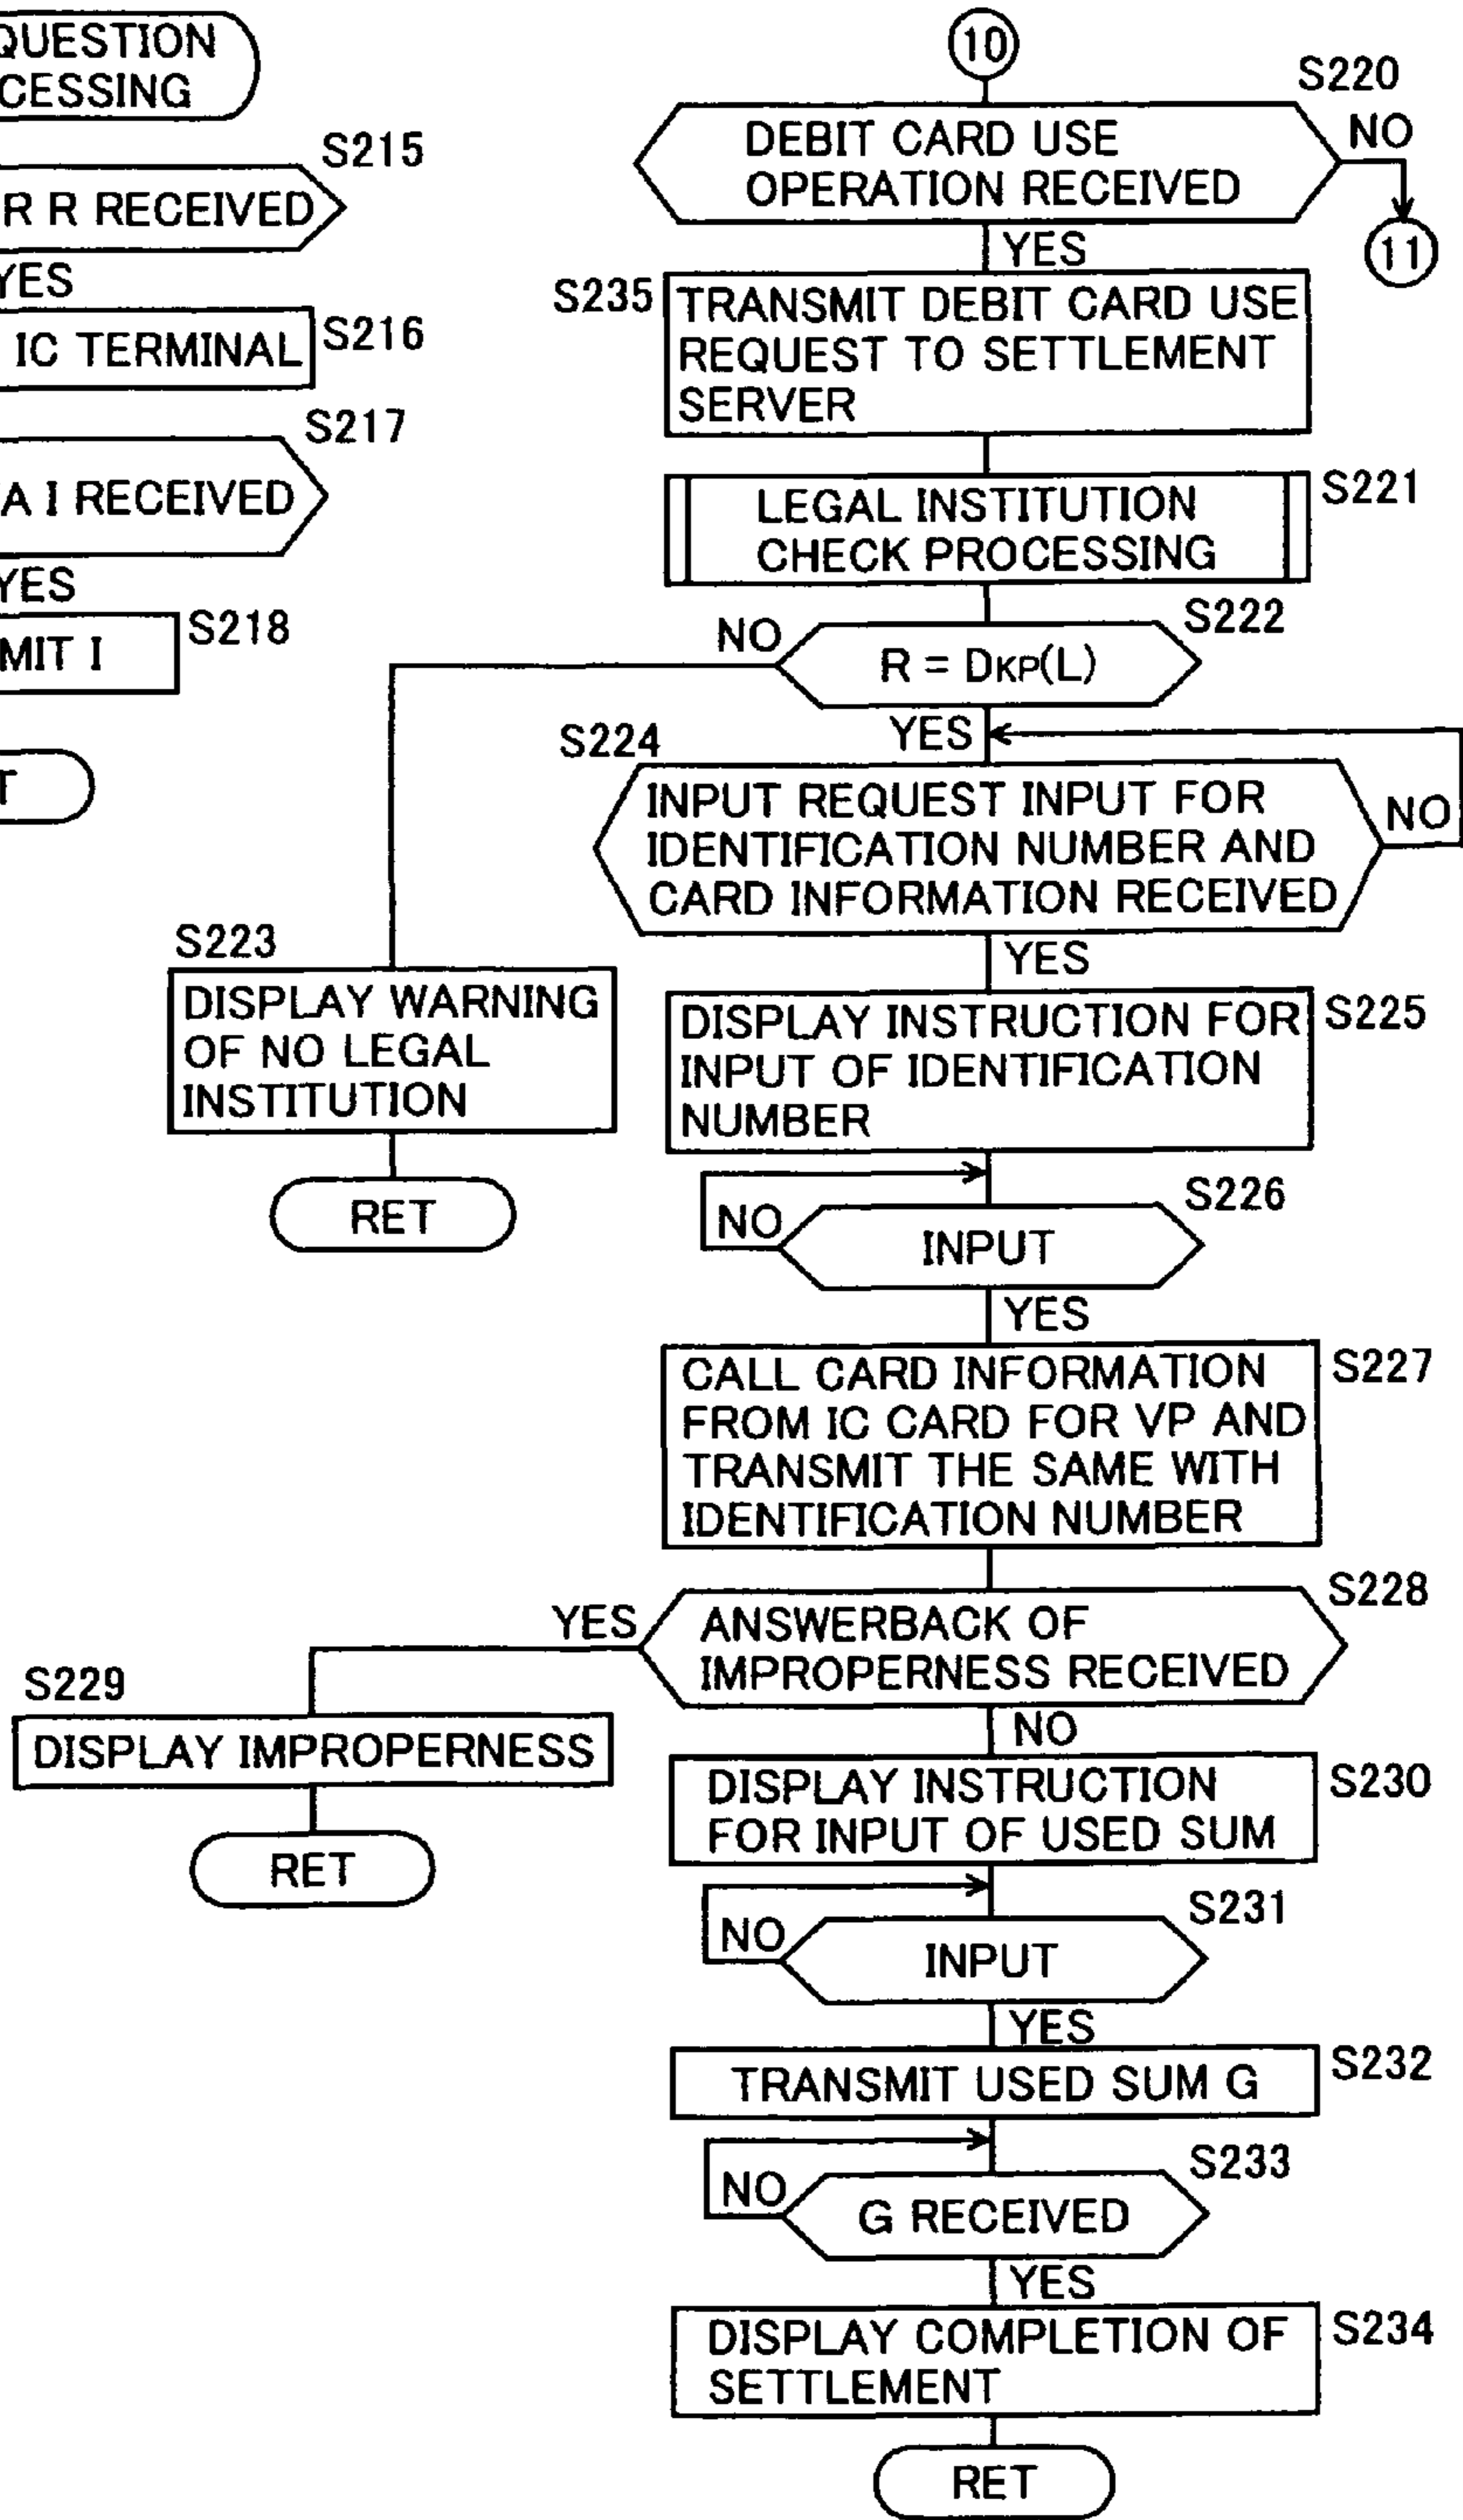 QUESTION
CESSING
S215
R R RECEIVED
YES
IC TERMINAL
S216
S217
A I RECEIVED
YES
S218
MIT I
T
10
S220
DEBIT CARD USE
OPERATION RECEIVED
NO
11
YES
S235
TRANSMIT DEBIT CARD USE
REQUEST TO SETTLEMENT
SERVER
LEGAL INSTITUTION
CHECK PROCESSING
S221
S222
NO
R = DKP(L)
YES
S224
INPUT REQUEST INPUT FOR
IDENTIFICATION NUMBER AND
CARD INFORMATION RECEIVED
NO
YES
S223
DISPLAY WARNING
OF NO LEGAL
INSTITUTION
RET
DISPLAY INSTRUCTION FOR
INPUT OF IDENTIFICATION
NUMBER
S225
S226
NO
INPUT
YES
CALL CARD INFORMATION
FROM IC CARD FOR VP AND
TRANSMIT THE SAME WITH
IDENTIFICATION NUMBER
S227
S228
YES
ANSWERBACK OF
IMPROPERNESS RECEIVED
S229
DISPLAY IMPROPERNESS
RET
NO
DISPLAY INSTRUCTION
FOR INPUT OF USED SUM
S230
S231
NO
INPUT
YES
TRANSMIT USED SUM G
S232
S233
NO
G RECEIVED
YES
DISPLAY COMPLETION OF
SETTLEMENT
S234
RET